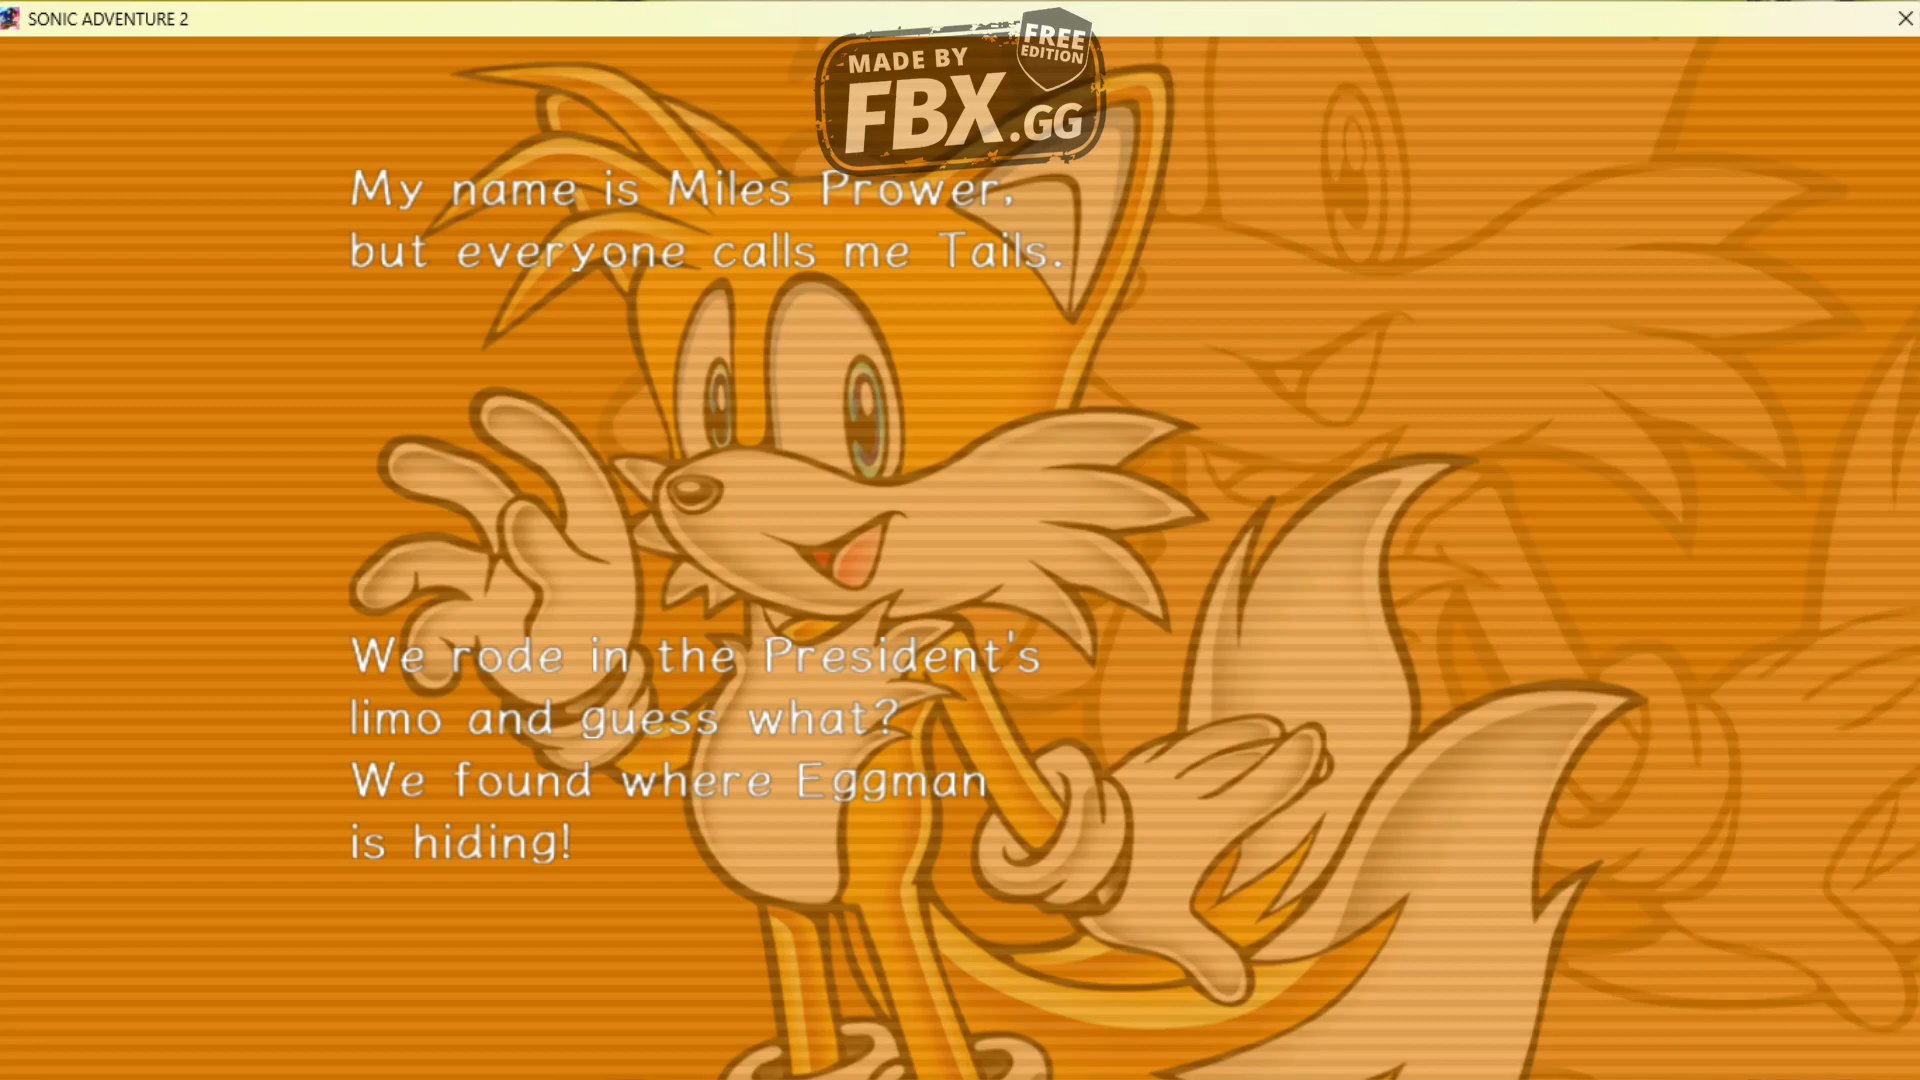 SONIC ADVENTURE 2
MADE BY
FREE
EDITION
FBX.GG
My name is Miles Prower,
but everyone calls me Tails.
We rode in the President's
limo and guess what?
We found where Eggman
is hiding!